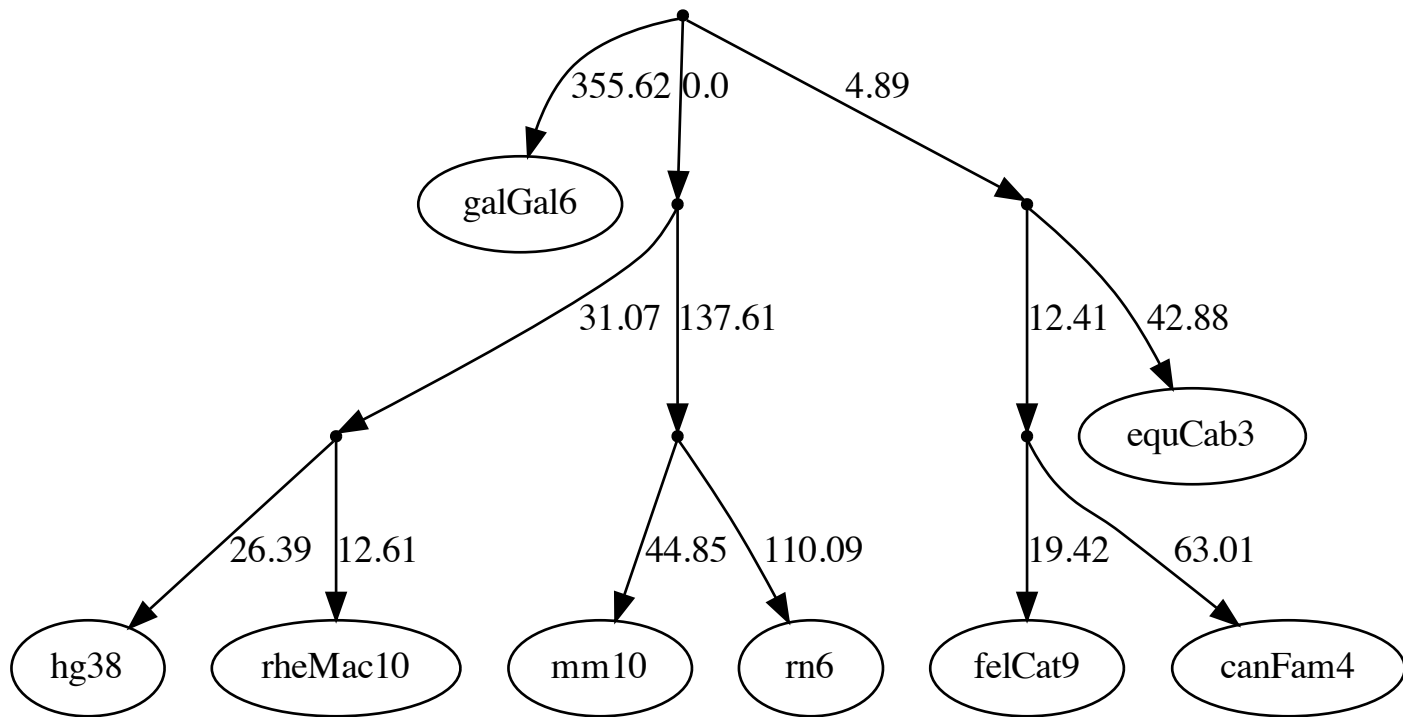 355.62 0.0 4.89
galGal6
31.07 137.61 12.41 42.88
equCab3
26.39 12.61 44.85 110.09 19.42 63.01
hg38 rheMac10 mm10 rn6 felCat9 canFam4